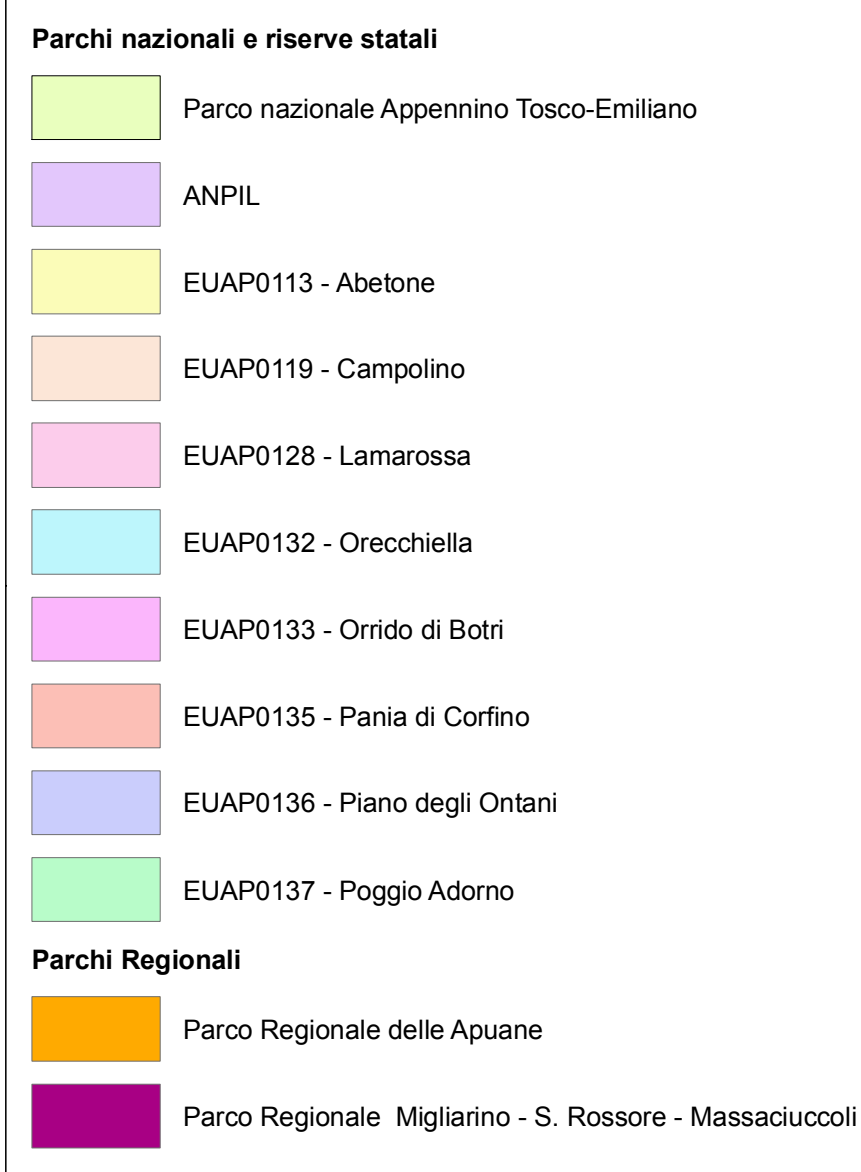 Parchi nazionali e riserve statali
Parco nazionale Appennino Tosco-Emiliano
ANPIL
EUAP0113 - Abetone
EUAP0119 - Campolino
EUAP0128 - Lamarossa
EUAP0132 - Orecchiella
EUAP0133 - Orrido di Botri
EUAP0135 - Pania di Corfino
EUAP0136 - Piano degli Ontani
EUAP0137 - Poggio Adorno
Parchi Regionali
Parco Regionale delle Apuane
Parco Regionale  Migliarino - S. Rossore - Massaciuccoli